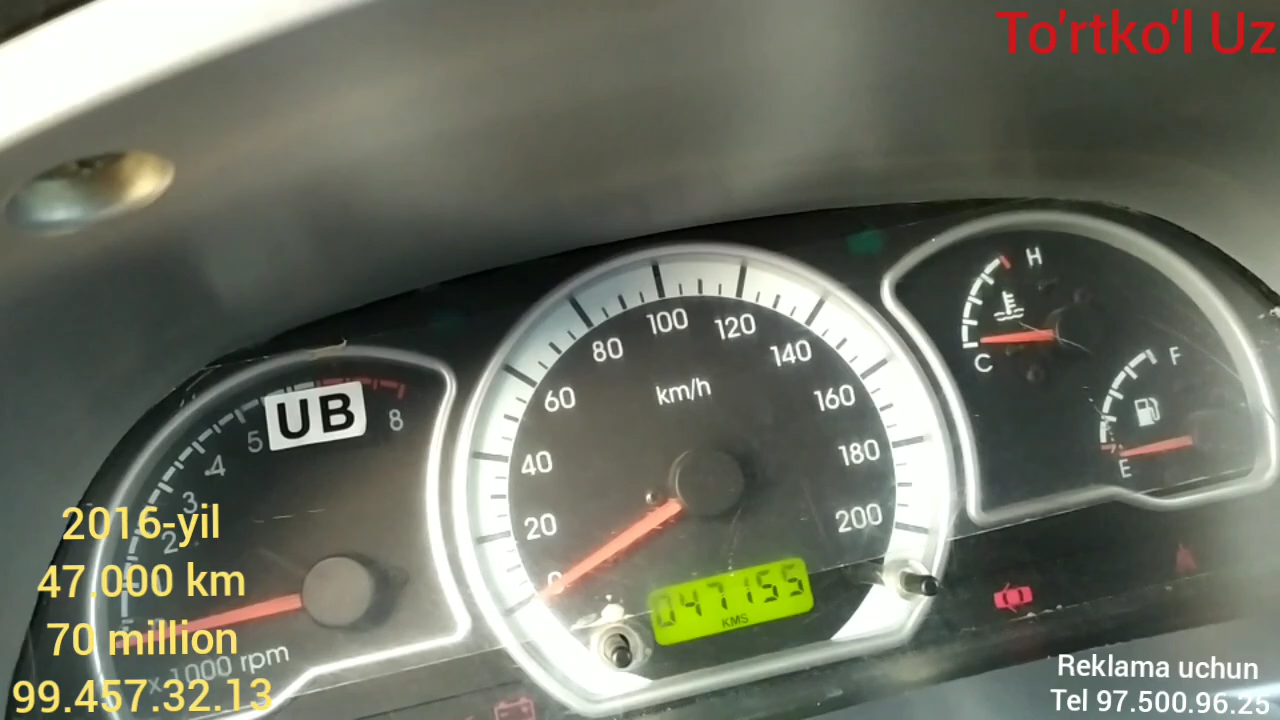 To'rtko'l Uz
H
C
F
E
100
120
80
140
60
km/h
160
40
180
20
200
0
047155
KMS
UB
8
5
4
3
2
x 1000 rpm
2016-yil
47.000 km
70 million
99.457.32.13
Reklama uchun
Tel 97.500.96.25